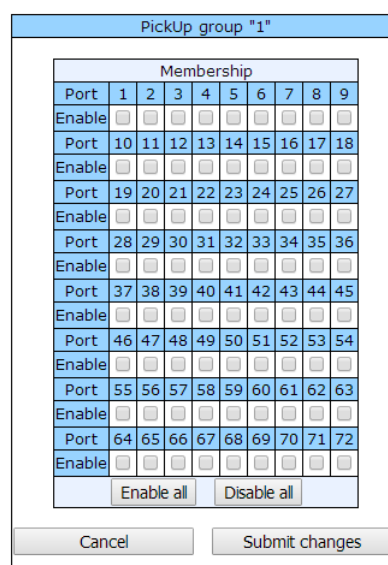 PickUp group "1"
Membership
Port 1 2 3 4 5 6 7 8 9
Enable
Port 10 11 12 13 14 15 16 17 18
Enable
Port 19 20 21 22 23 24 25 26 27
Enable
Port 28 29 30 31 32 33 34 35 36
Enable
Port 37 38 39 40 41 42 43 44 45
Enable
Port 46 47 48 49 50 51 52 53 54
Enable
Port 55 56 57 58 59 60 61 62 63
Enable
Port 64 65 66 67 68 69 70 71 72
Enable
Enable all Disable all
Cancel Submit changes